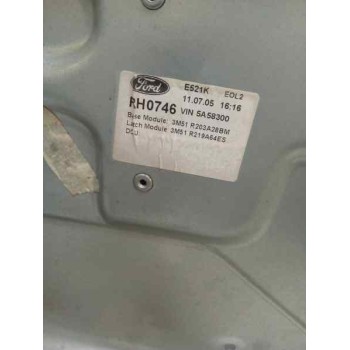 Ford
E521K EOL2
11.07.05 16:16
RH0746 VIN 5A58300
Base Module: 3M51 R203A28BM
Latch Module: 3M51 R219A64ES
DCU: